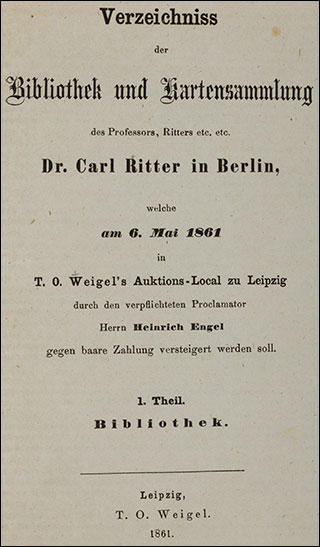 Verzeichniss
der
Bibliothek und Kartensammlung
des Professors, Ritters etc. etc.
Dr. Carl Ritter in Berlin,
welche
am 6. Mai 1861
in
T. O. Weigel's Auktions-Local zu Leipzig
durch den verpflichteten Proclamator
Herrn Heinrich Engel
gegen baare Zahlung versteigert werden soll.
1. Theil.
Bibliothek.
Leipzig,
T. O. Weigel.
1861.